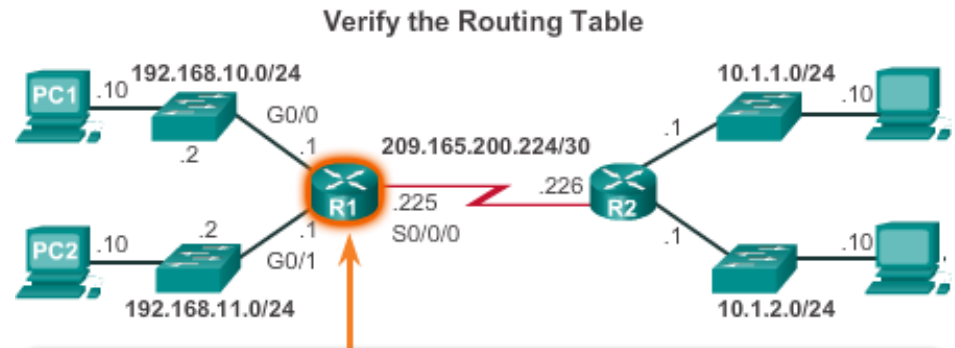 Verify the Routing Table
192.168.10.0/24
10.1.1.0/24
PC1
.10
.10
G0/0
.2
.1
209.165.200.224/30
.1
.226
R1
.225
R2
S0/0/0
PC2
.10
.2
.1
G0/1
.1
.10
192.168.11.0/24
10.1.2.0/24